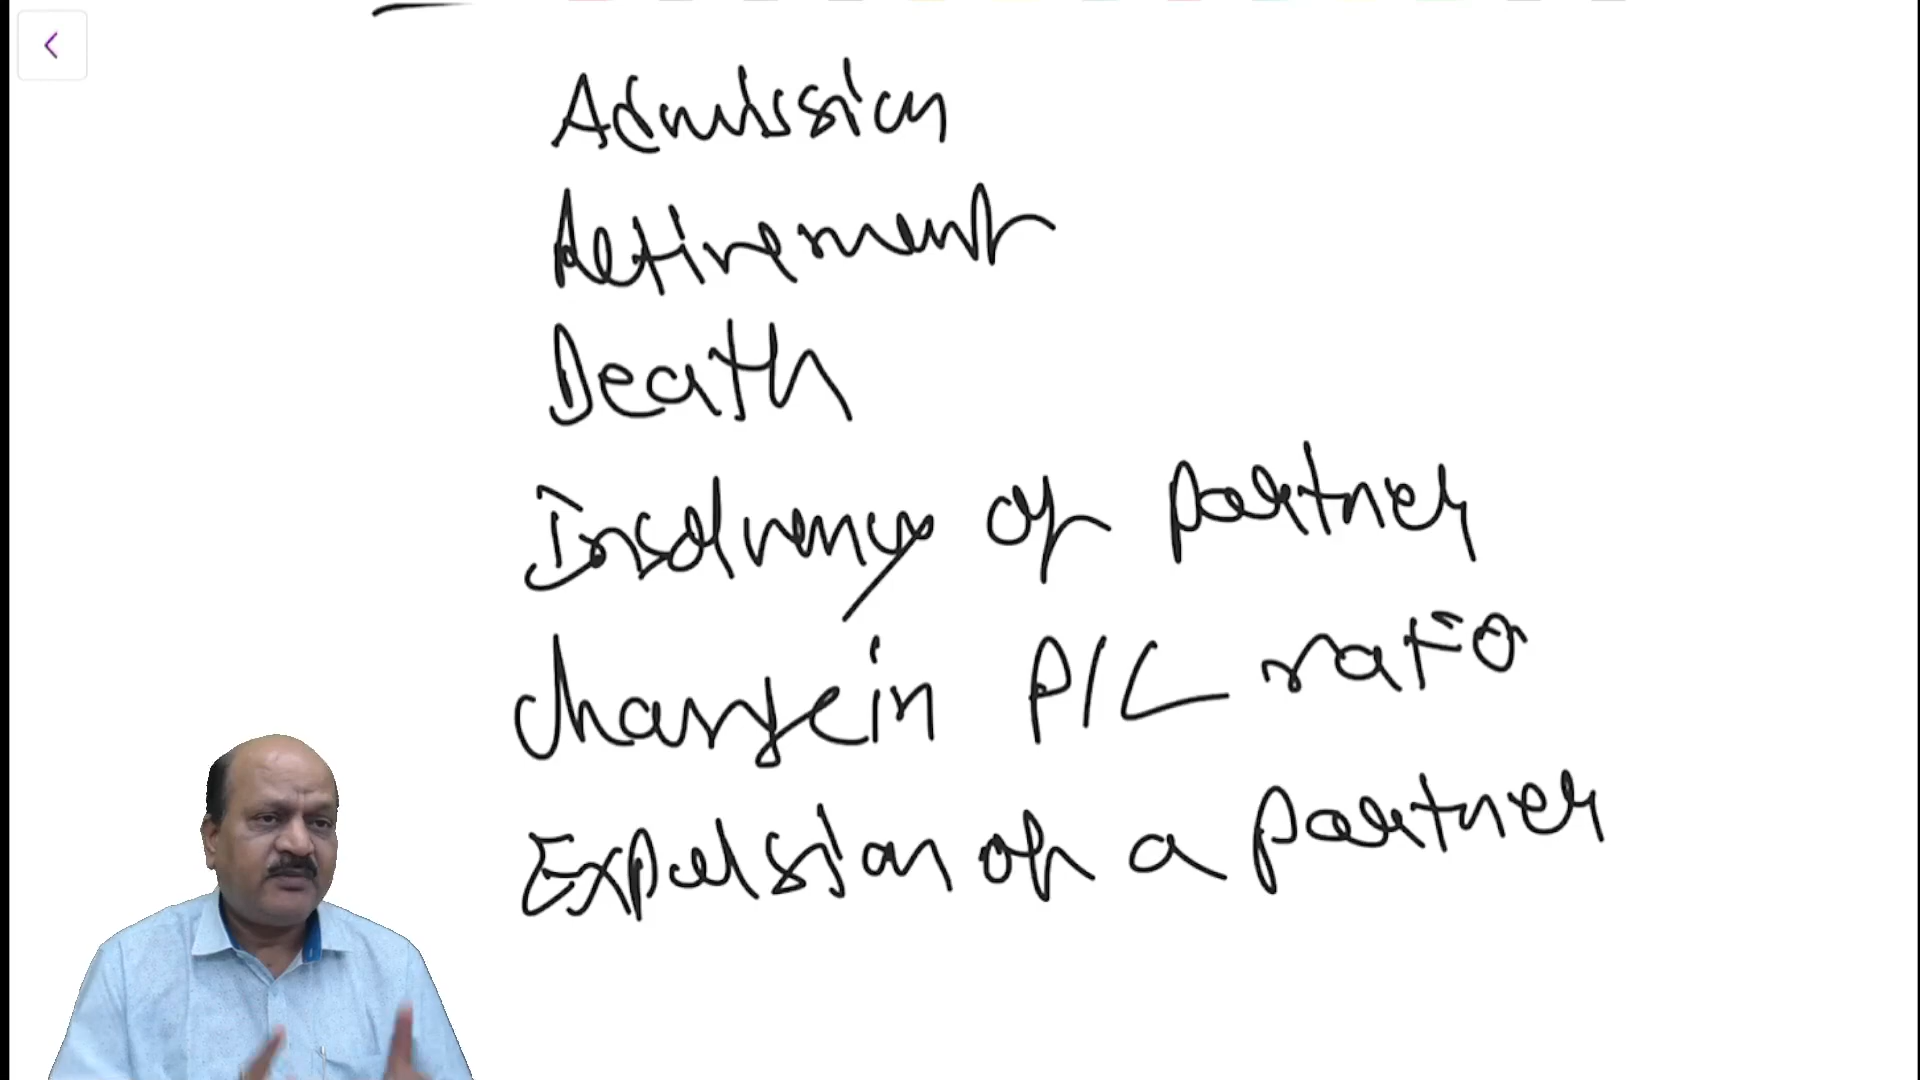 Admission
Retirement
Death
Insolvency of partner
change in P/L ratio
Expulsion of a partner